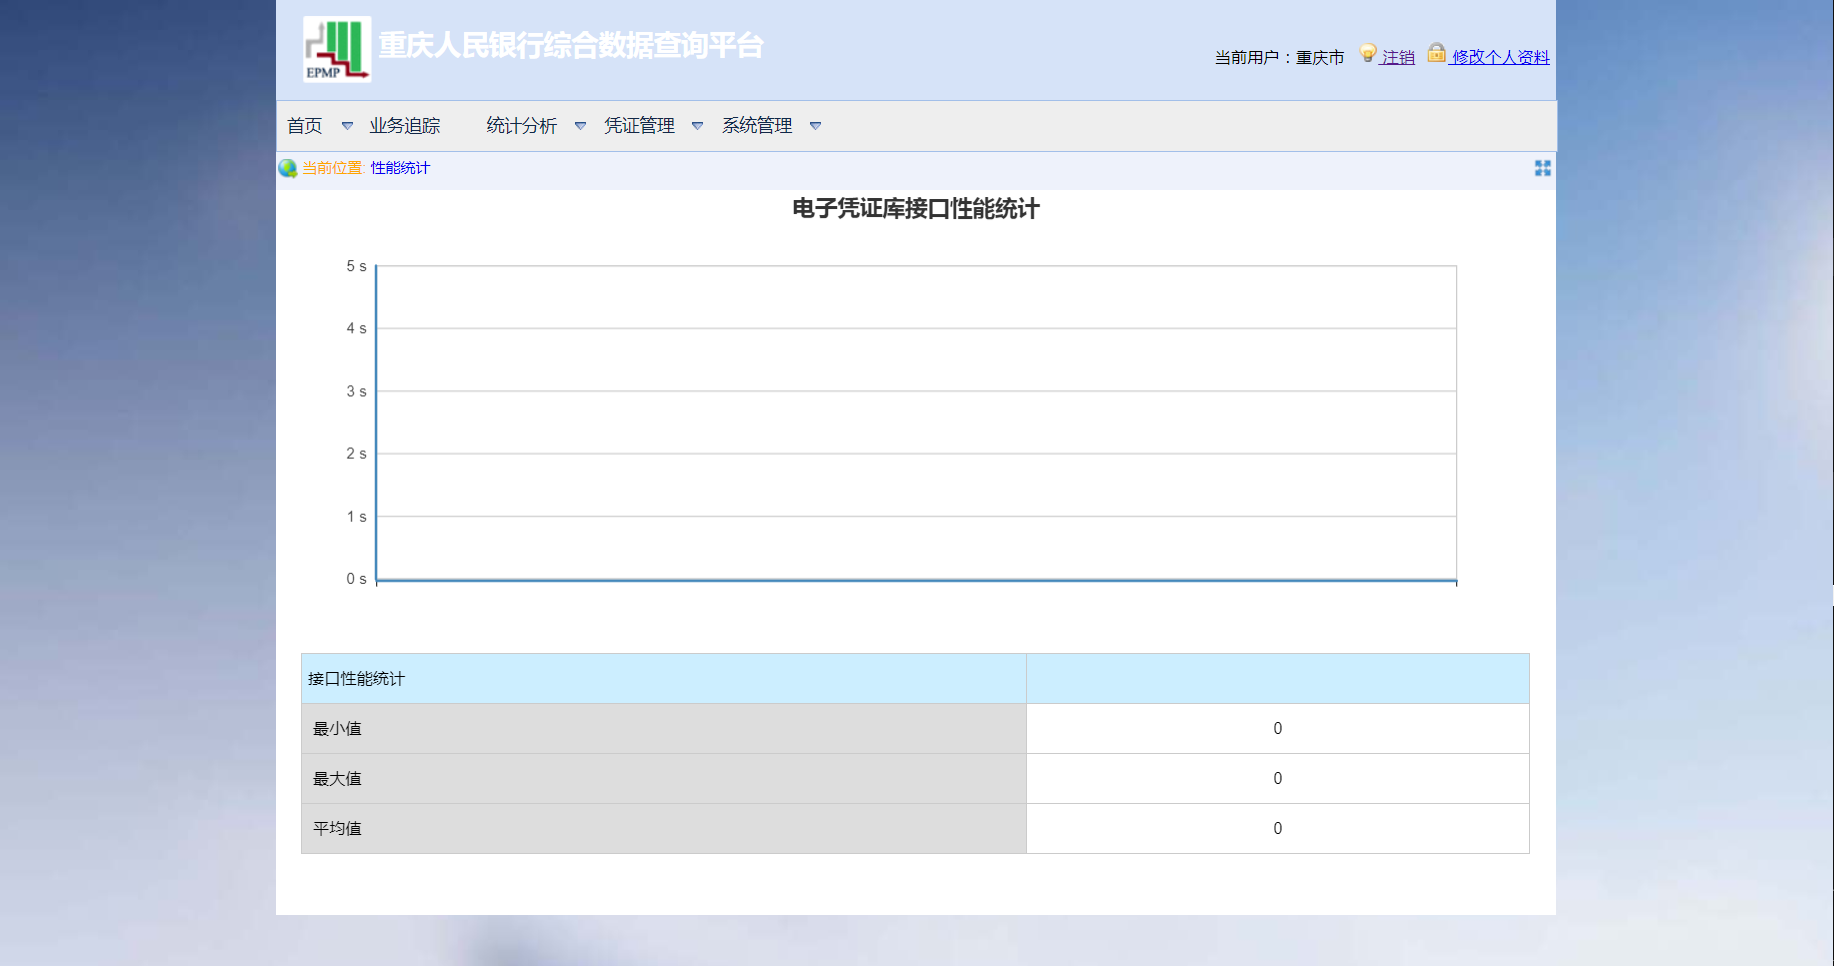 EPMP
重庆人民银行综合数据查询平台
当前用户：重庆市 注销 修改个人资料
首页 业务追踪 统计分析 凭证管理 系统管理
当前位置: 性能统计
电子凭证库接口性能统计
5 s
4 s
3 s
2 s
1 s
0 s
接口性能统计
最小值 0
最大值 0
平均值 0